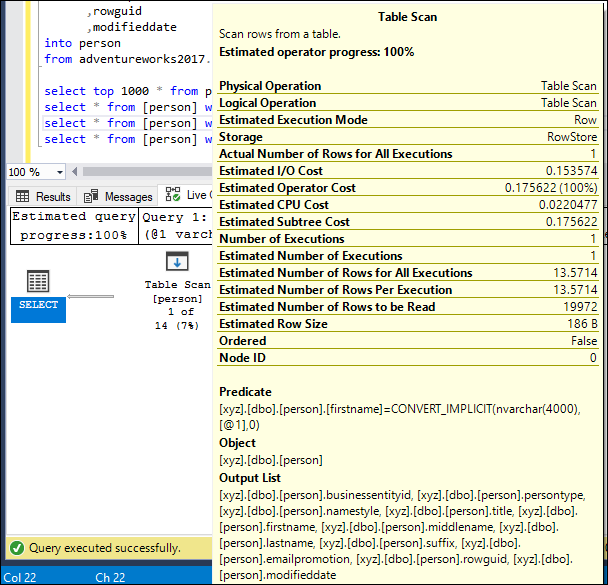 ,rowguid
,modifieddate
into person
from adventureworks2017.
select top 1000 * from p
select * from [person] w
select * from [person] w
select * from [person] w
100 %
Results Messages Live
Estimated query progress:100%
Query 1:
(@1 varch
SELECT
Table Scan
[person]
1 of
14 (7%)
Query executed successfully.
Col 22 Ch 22
Table Scan
Scan rows from a table.
Estimated operator progress: 100%
Physical Operation Table Scan
Logical Operation Table Scan
Estimated Execution Mode Row
Storage RowStore
Actual Number of Rows for All Executions 1
Estimated I/O Cost 0.153574
Estimated Operator Cost 0.175622 (100%)
Estimated CPU Cost 0.0220477
Estimated Subtree Cost 0.175622
Number of Executions 1
Estimated Number of Executions 1
Estimated Number of Rows for All Executions 13.5714
Estimated Number of Rows Per Execution 13.5714
Estimated Number of Rows to be Read 19972
Estimated Row Size 186 B
Ordered False
Node ID 0
Predicate
[xyz].[dbo].[person].[firstname]=CONVERT_IMPLICIT(nvarchar(4000),
[@1],0)
Object
[xyz].[dbo].[person]
Output List
[xyz].[dbo].[person].businessentityid, [xyz].[dbo].[person].persontype,
[xyz].[dbo].[person].namestyle, [xyz].[dbo].[person].title, [xyz].[dbo].
[person].firstname, [xyz].[dbo].[person].middlename, [xyz].[dbo].
[person].lastname, [xyz].[dbo].[person].suffix, [xyz].[dbo].
[person].emailpromotion, [xyz].[dbo].[person].rowguid, [xyz].[dbo].
[person].modifieddate